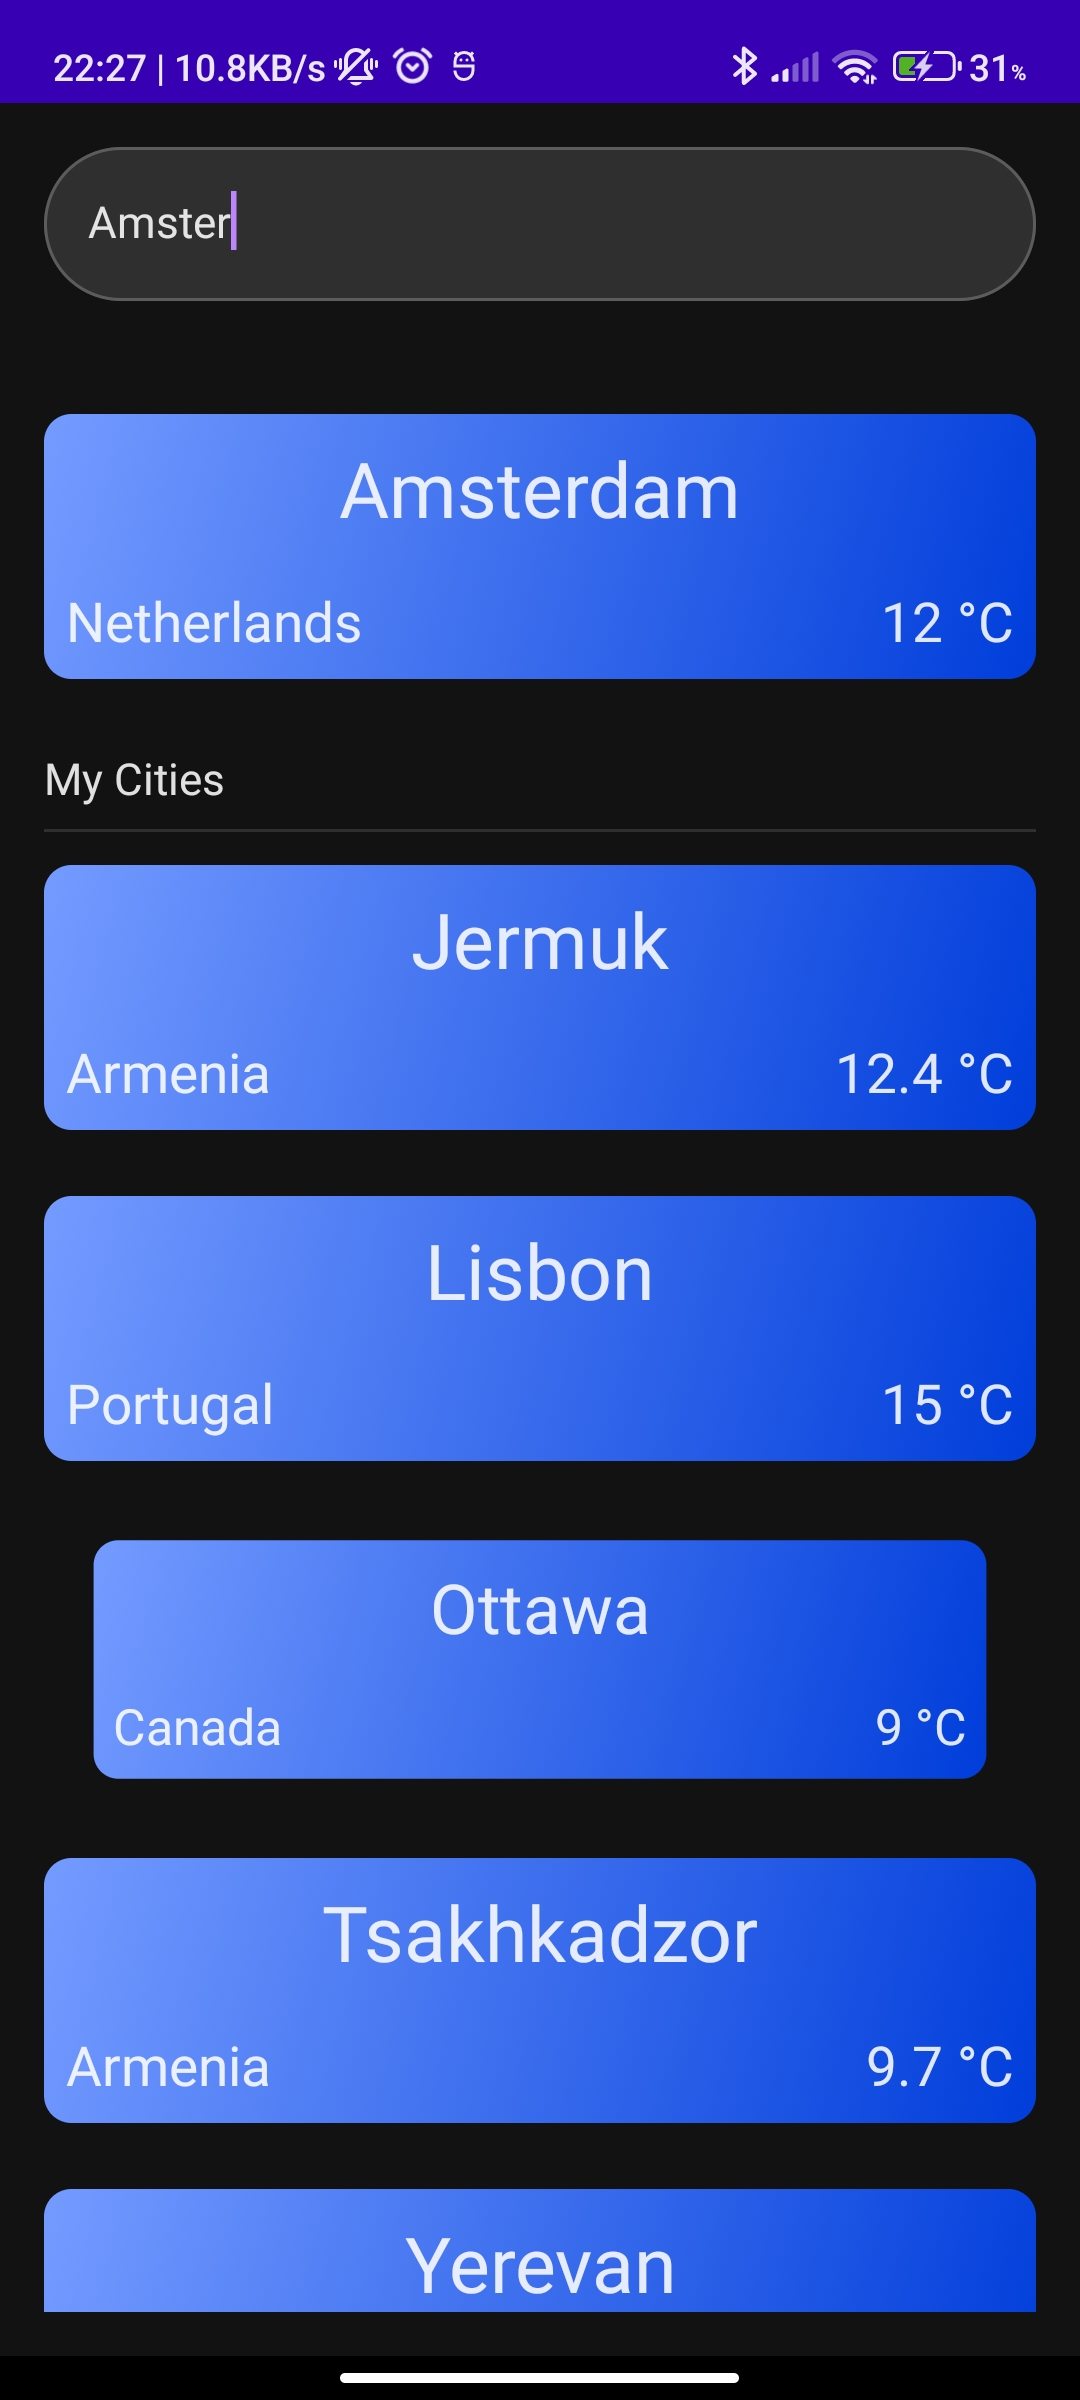 22:27 | 10.8KB/s 31%
Amster
Amsterdam
Netherlands 12 °C
My Cities
Jermuk
Armenia 12.4 °C
Lisbon
Portugal 15 °C
Ottawa
Canada 9 °C
Tsakhkadzor
Armenia 9.7 °C
Yerevan